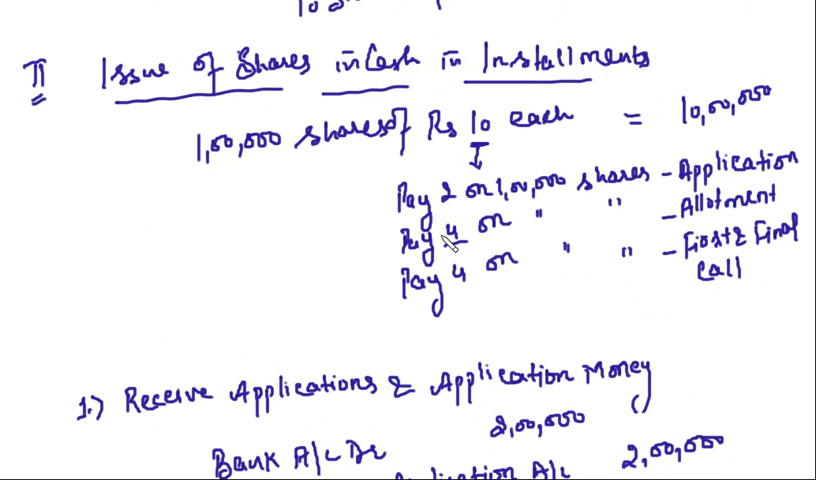 II Issue of Shares in Cash in Installments
1,00,000 shares of Rs 10 each = 10,00,000
Pay 2 on 1,00,000 shares - Application
Pay 4 on " " - Allotment
Pay 4 on " " - First & Final
Call
1.) Receive Applications & Application Money
Bank A/c Dr 2,00,000
A/c 2,00,000